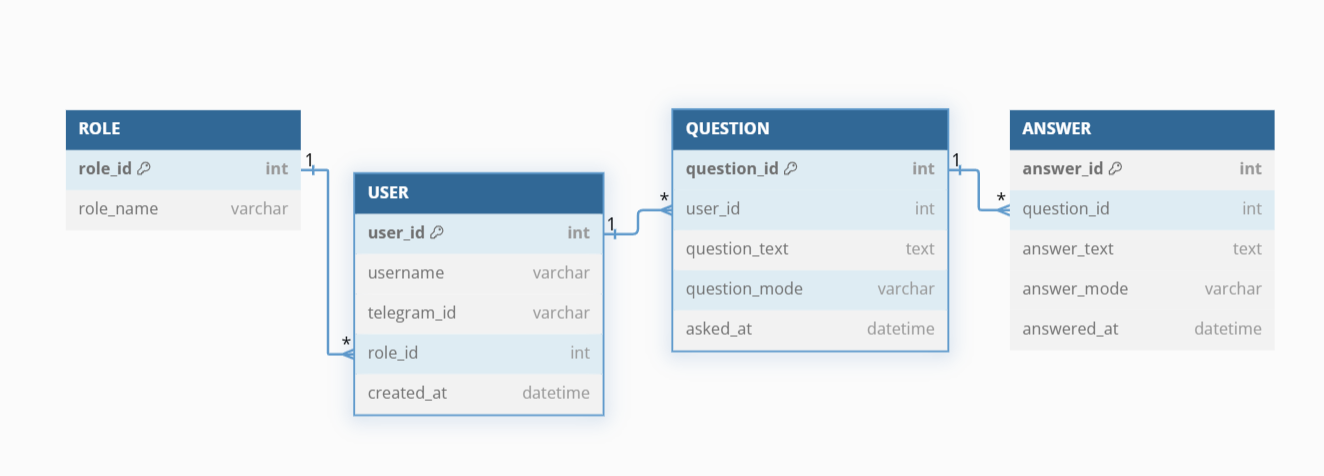 ROLE
role_id int
role_name varchar
1
*
USER
user_id int
username varchar
telegram_id varchar
role_id int
created_at datetime
1
*
QUESTION
question_id int
user_id int
question_text text
question_mode varchar
asked_at datetime
1
*
ANSWER
answer_id int
question_id int
answer_text text
answer_mode varchar
answered_at datetime